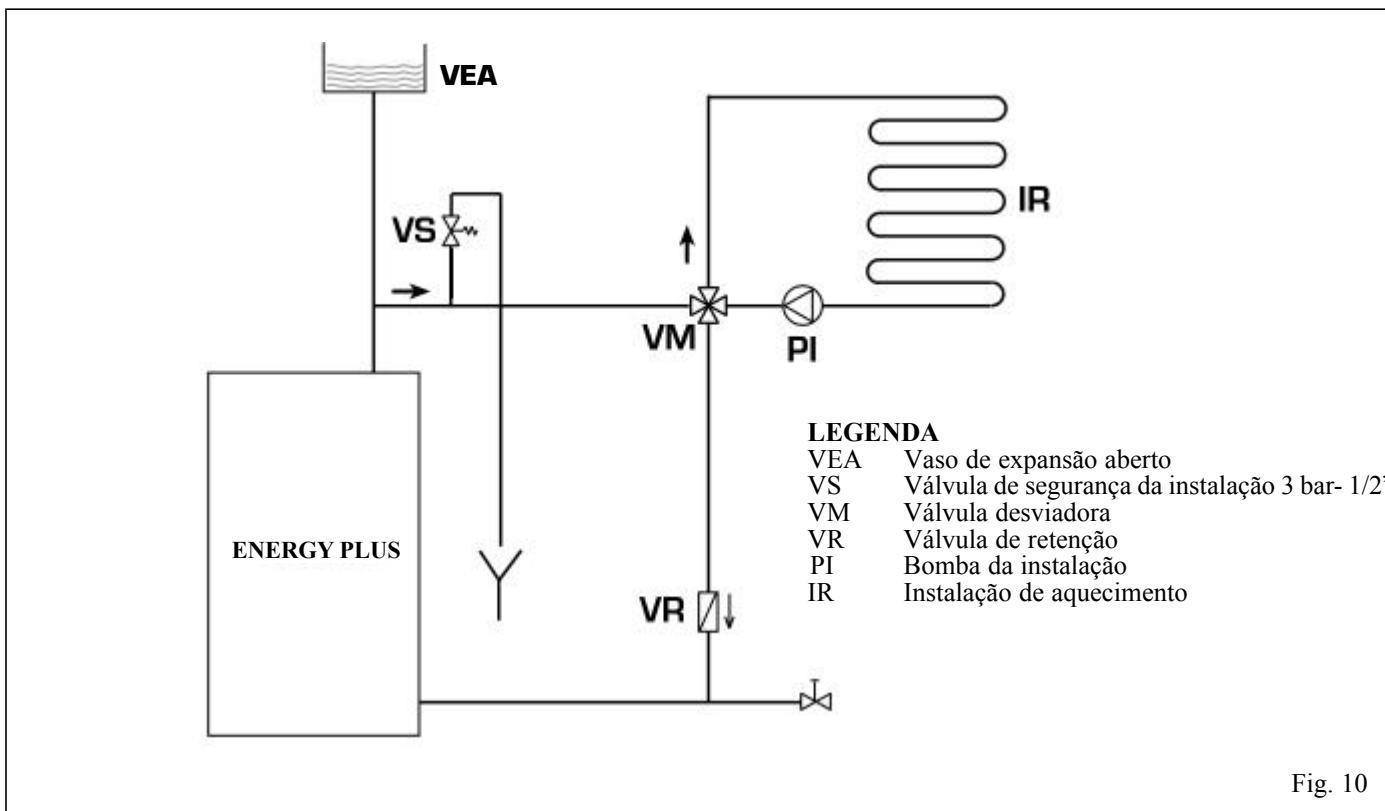 VEA
VS
IR
VM
PI
ENERGY PLUS
VR
LEGENDA
VEA Vaso de expansão aberto
VS Válvula de segurança da instalação 3 bar- 1/2"
VM Válvula desviadora
VR Válvula de retenção
PI Bomba da instalação
IR Instalação de aquecimento
Fig. 10